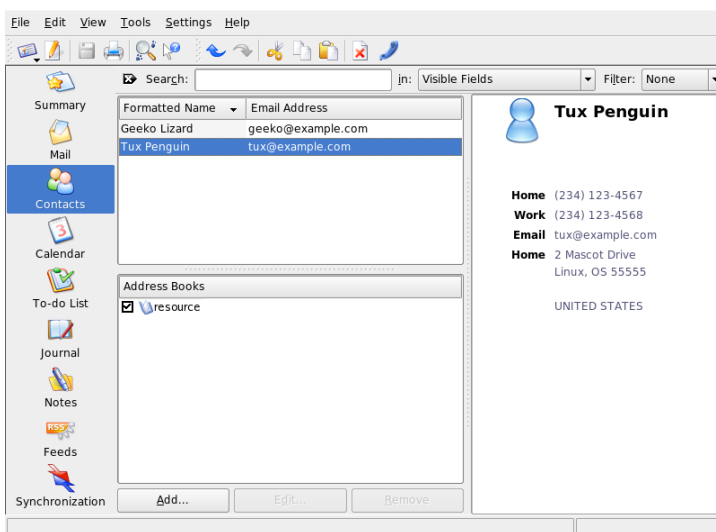 File Edit View Tools Settings Help
Search: in: Visible Fields Filter: None
Summary
Mail
Contacts
3
Calendar
To-do List
Journal
Notes
RSS
Feeds
Synchronization
Formatted Name Email Address
Geeko Lizard geeko@example.com
Tux Penguin tux@example.com
Address Books
resource
Add... Edit... Remove
Tux Penguin
Home (234) 123-4567
Work (234) 123-4568
Email tux@example.com
Home 2 Mascot Drive
Linux, OS 55555
UNITED STATES